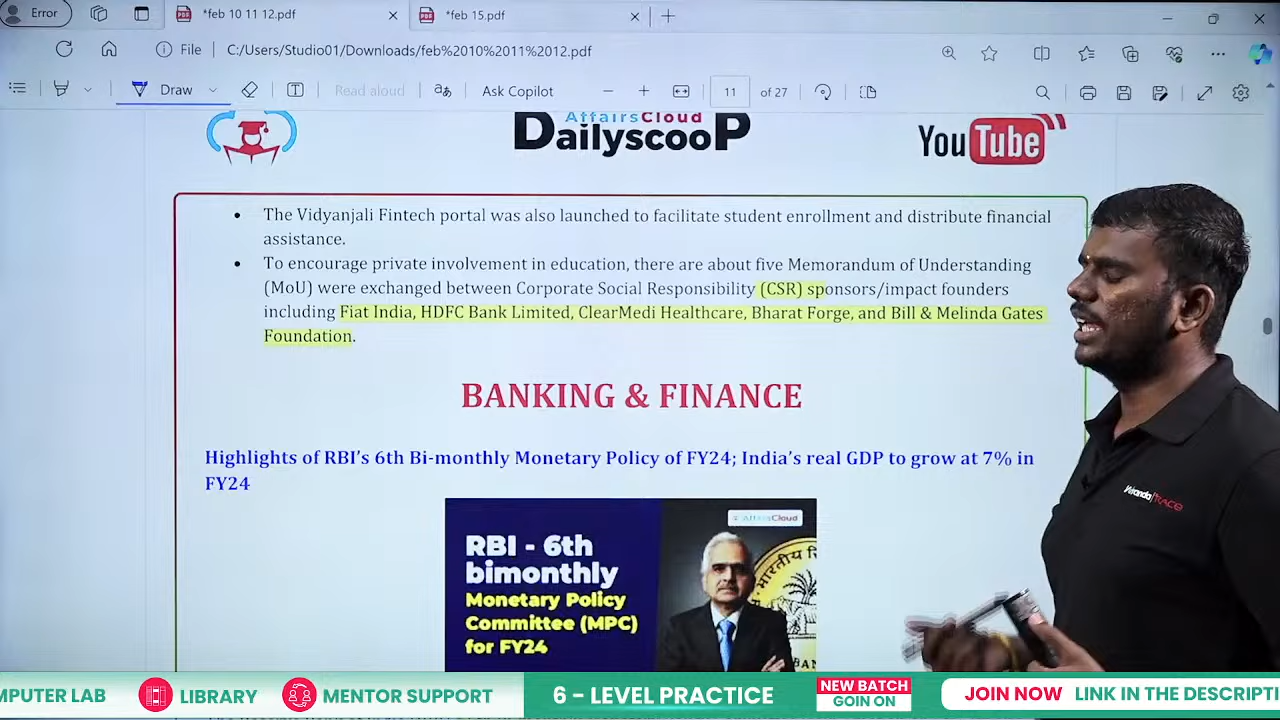 Error
*feb 10 11 12.pdf
*feb 15.pdf
File
C:/Users/Studio01/Downloads/feb%2010%2011%2012.pdf
Draw
Read aloud
Ask Copilot
11 of 27
AffairsCloud
DailyscooP
YouTube
• The Vidyanjali Fintech portal was also launched to facilitate student enrollment and distribute financial
assistance.
• To encourage private involvement in education, there are about five Memorandum of Understanding
(MoU) were exchanged between Corporate Social Responsibility (CSR) sponsors/impact founders
including Fiat India, HDFC Bank Limited, ClearMedi Healthcare, Bharat Forge, and Bill & Melinda Gates
Foundation.
BANKING & FINANCE
Highlights of RBI's 6th Bi-monthly Monetary Policy of FY24; India's real GDP to grow at 7% in
FY24
AffairsCloud
RBI - 6th
bimonthly
Monetary Policy
Committee (MPC)
for FY24
भारतीय रि
BAN
Veranda RACE
MPUTER LAB
LIBRARY
MENTOR SUPPORT
6 - LEVEL PRACTICE
NEW BATCH
GOIN ON
JOIN NOW
LINK IN THE DESCRIPTI